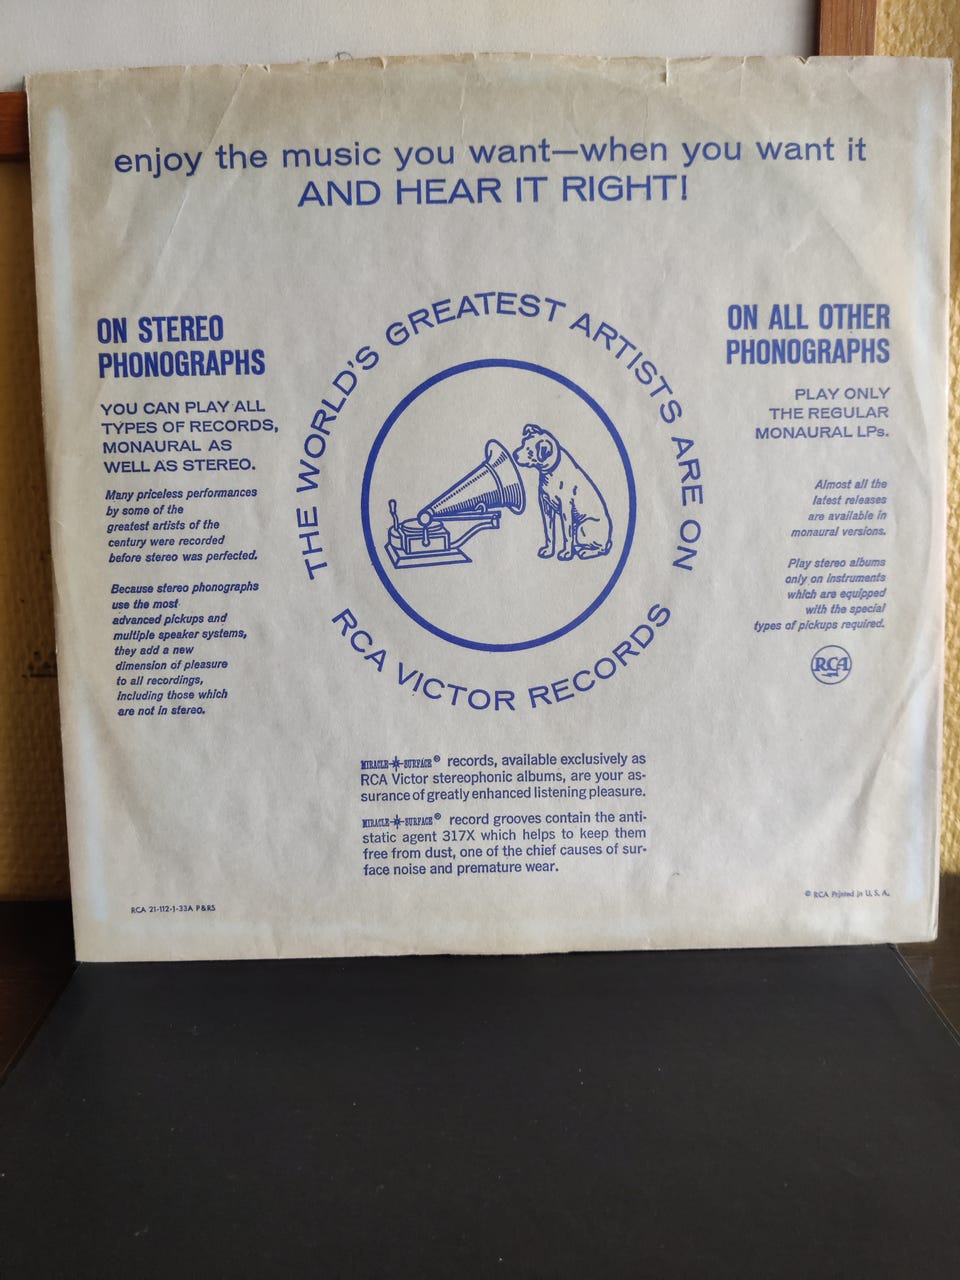 enjoy the music you want—when you want it
AND HEAR IT RIGHT!
ON STEREO
PHONOGRAPHS
YOU CAN PLAY ALL
TYPES OF RECORDS,
MONAURAL AS
WELL AS STEREO.
Many priceless performances
by some of the
greatest artists of the
century were recorded
before stereo was perfected.
Because stereo phonographs
use the most
advanced pickups and
multiple speaker systems,
they add a new
dimension of pleasure
to all recordings,
including those which
are not in stereo.
THE WORLD'S GREATEST ARTISTS ARE ON
RCA VICTOR RECORDS
ON ALL OTHER
PHONOGRAPHS
PLAY ONLY
THE REGULAR
MONAURAL LPs.
Almost all the
latest releases
are available in
monaural versions.
Play stereo albums
only on instruments
which are equipped
with the special
types of pickups required.
RCA
MIRACLE SURFACE® records, available exclusively as
RCA Victor stereophonic albums, are your as-
surance of greatly enhanced listening pleasure.
MIRACLE SURFACE® record grooves contain the anti-
static agent 317X which helps to keep them
free from dust, one of the chief causes of sur-
face noise and premature wear.
RCA 21-112-1-33A P&RS
© RCA Printed in U. S. A.